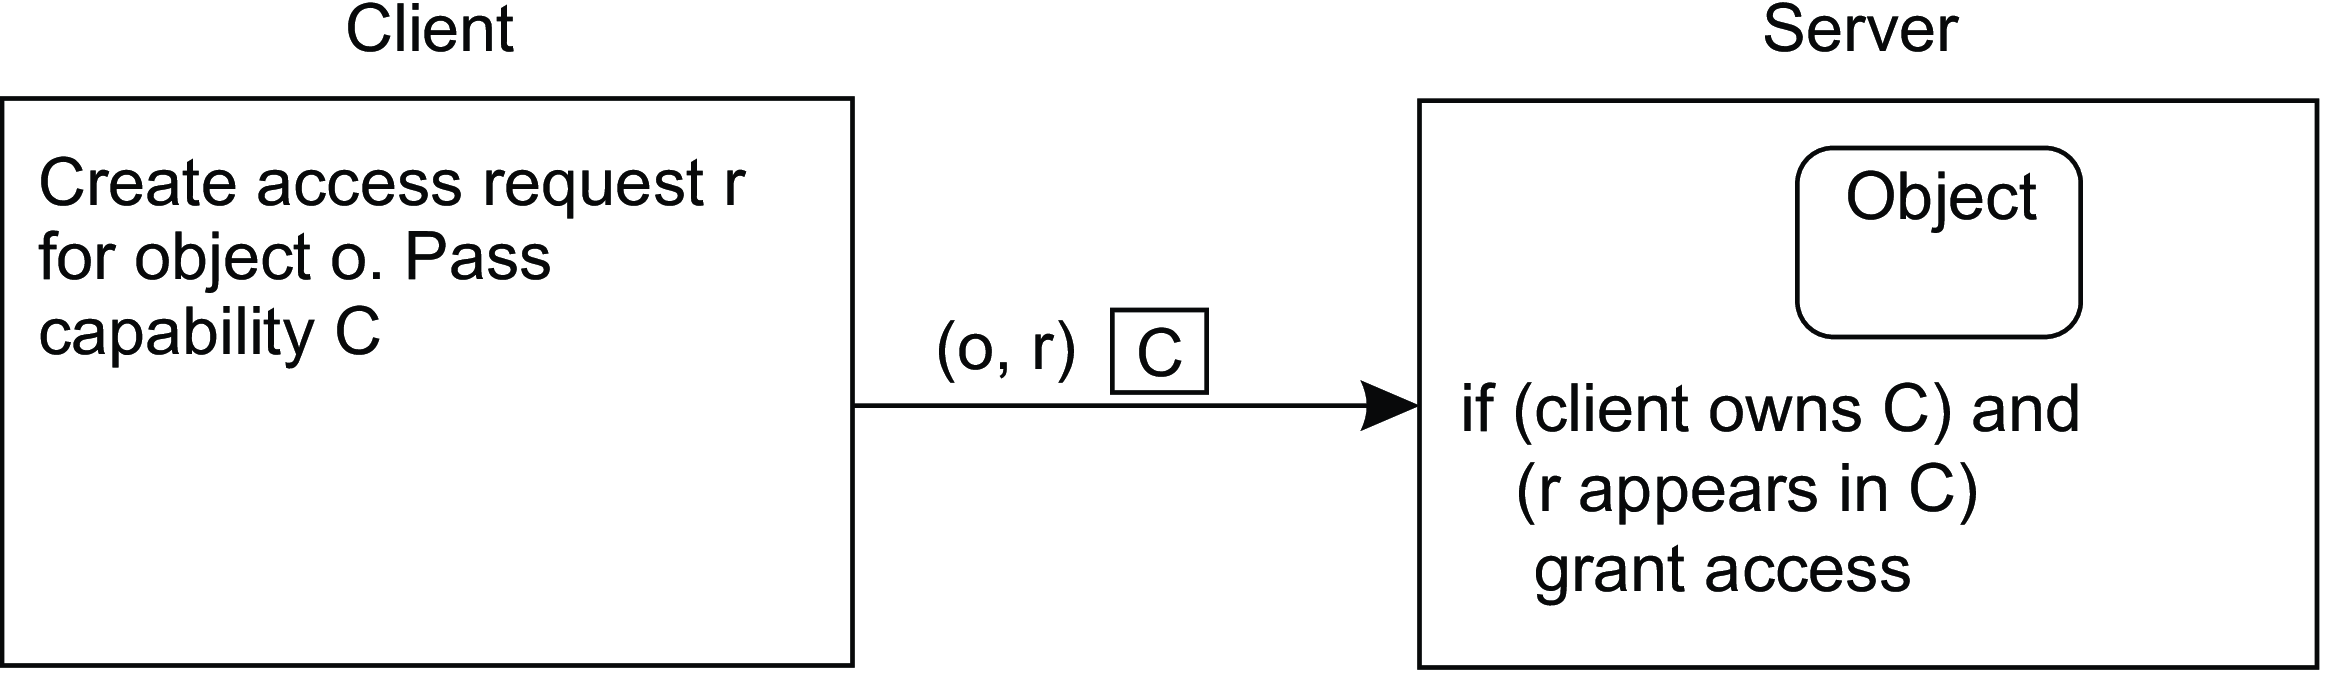 Client
Create access request r
for object o. Pass
capability C
(o, r) C
Server
Object
if (client owns C) and
(r appears in C)
grant access